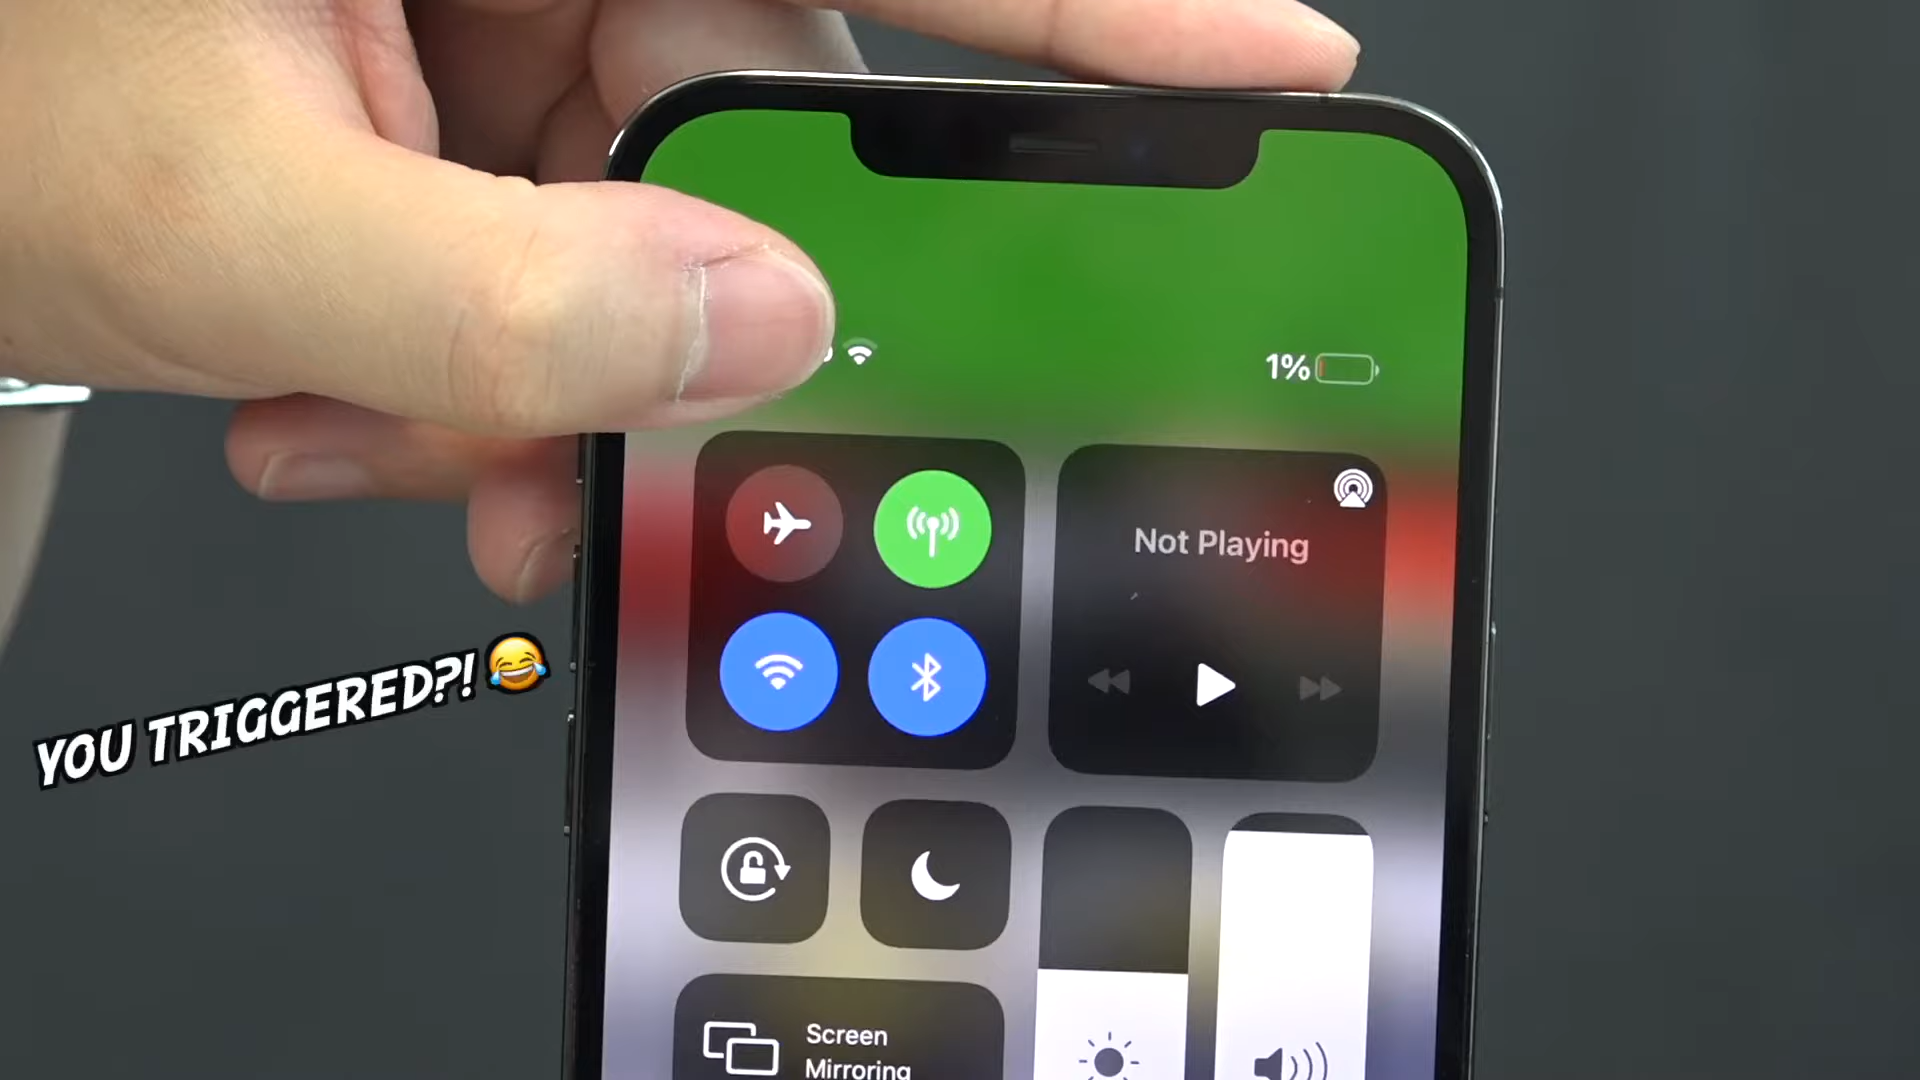 1%
Not Playing
YOU TRIGGERED?! 😂
Screen
Mirroring